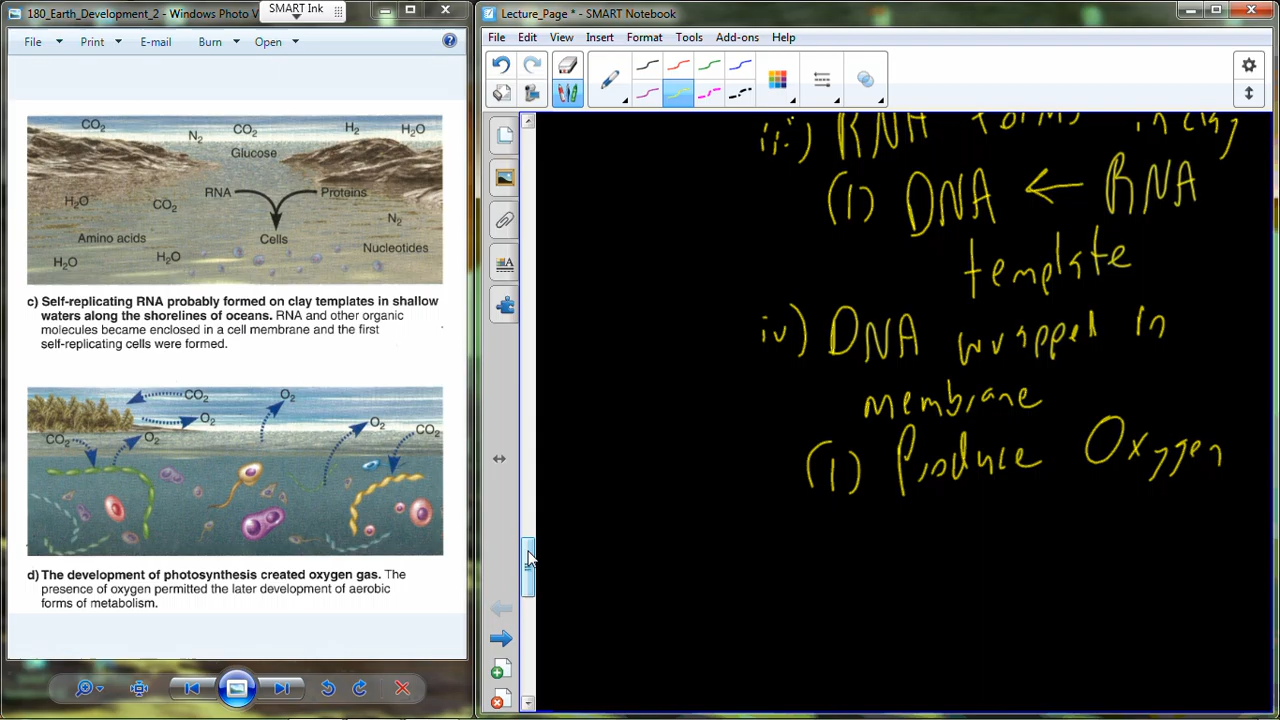 180_Earth_Development_2 - Windows Photo V
SMART Ink
File Print E-mail Burn Open
CO2 N2 CO2 H2 H2O
Glucose
RNA Proteins
H2O CO2 N2
Amino acids Cells Nucleotides
H2O H2O
c) Self-replicating RNA probably formed on clay templates in shallow
waters along the shorelines of oceans. RNA and other organic
molecules became enclosed in a cell membrane and the first
self-replicating cells were formed.
CO2 O2
O2 O2
CO2 O2 CO2
d) The development of photosynthesis created oxygen gas. The
presence of oxygen permitted the later development of aerobic
forms of metabolism.
Lecture_Page * - SMART Notebook
File Edit View Insert Format Tools Add-ons Help
iii) RNA forms in clay
(1) DNA ← RNA
template
iv) DNA wrapped in
membrane
(1) Produce Oxygen